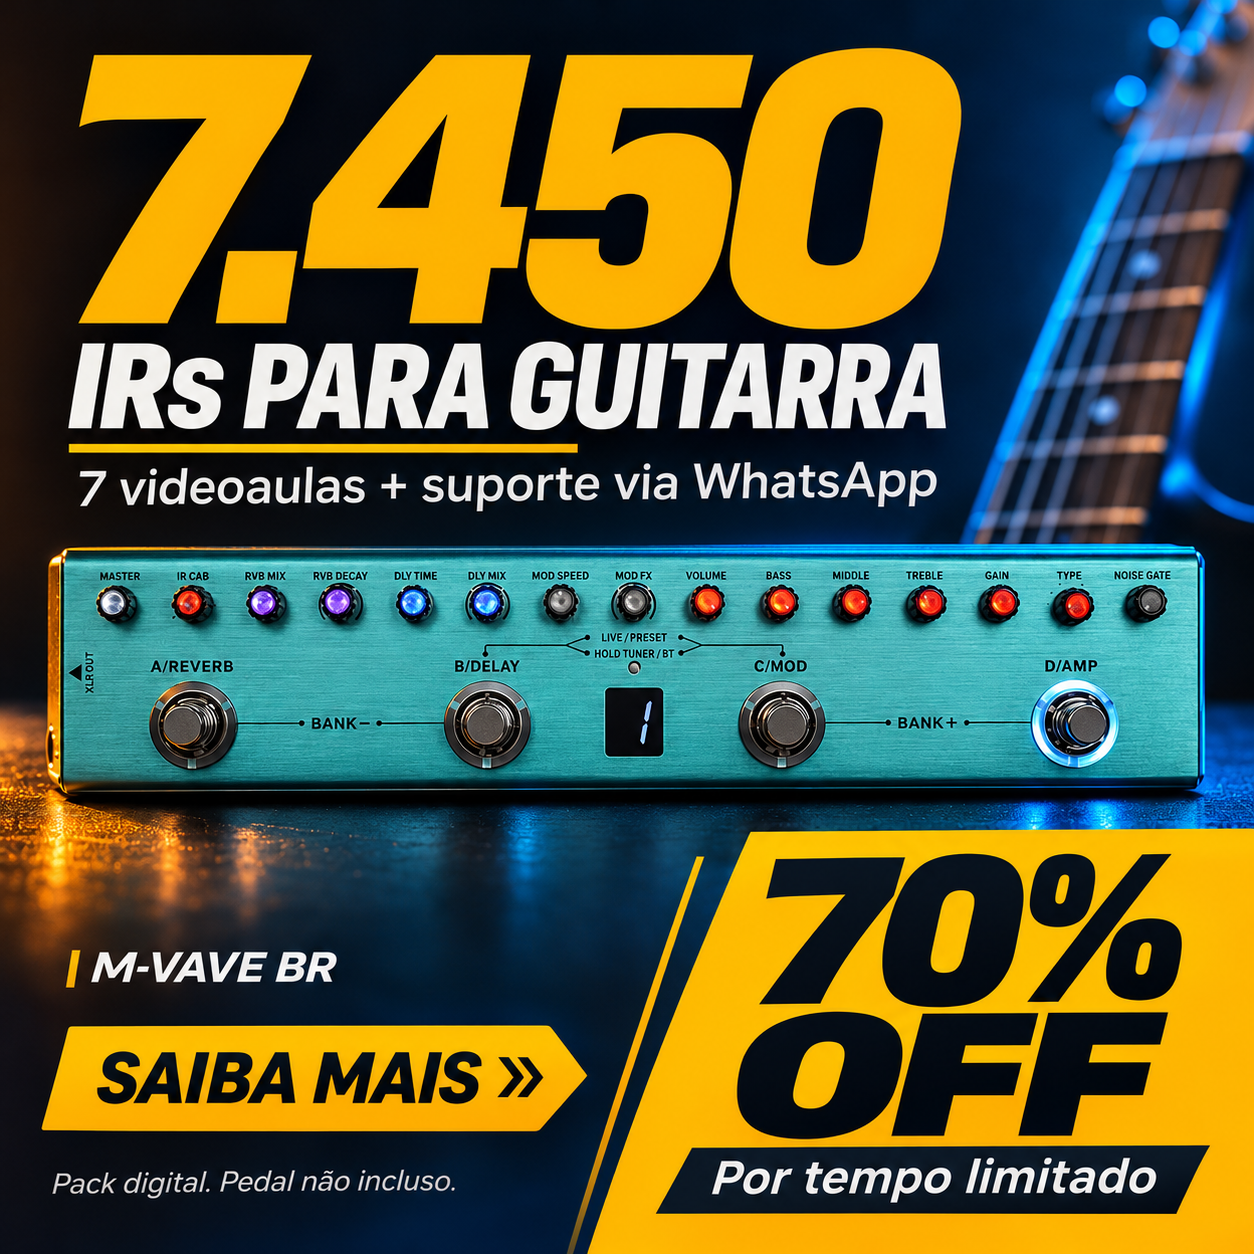 7.450
IRs PARA GUITARRA
7 videoaulas + suporte via WhatsApp
MASTER IR CAB RVB MIX RVB DECAY DLY TIME DLY MIX MOD SPEED MOD FX VOLUME BASS MIDDLE TREBLE GAIN TYPE NOISE GATE
LIVE / PRESET
HOLD TUNER / BT
XLR OUT
A/REVERB B/DELAY C/MOD D/AMP
BANK − BANK +
1
M-VAVE BR
SAIBA MAIS »
Pack digital. Pedal não incluso.
70%
OFF
Por tempo limitado